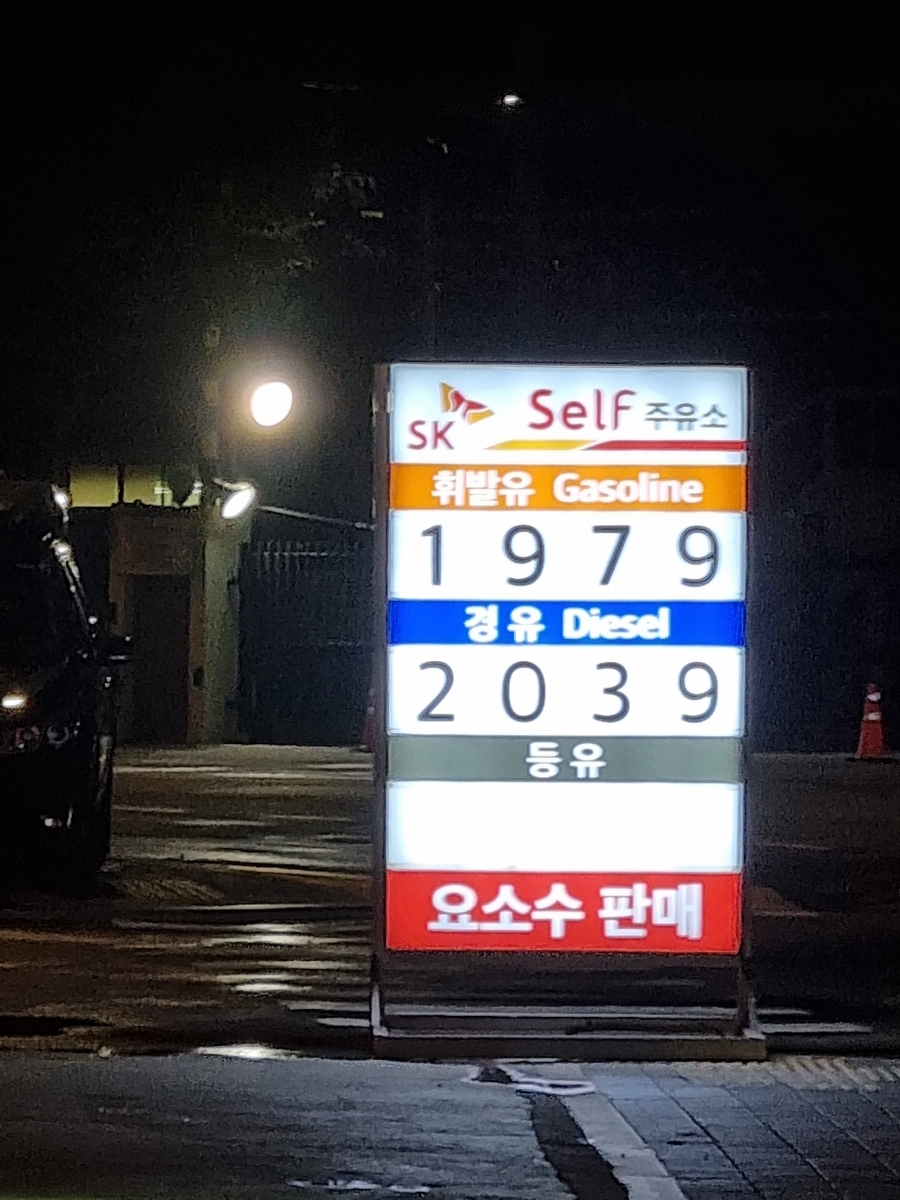 SK Self 주유소
휘발유 Gasoline
1979
경유 Diesel
2039
등유
요소수 판매